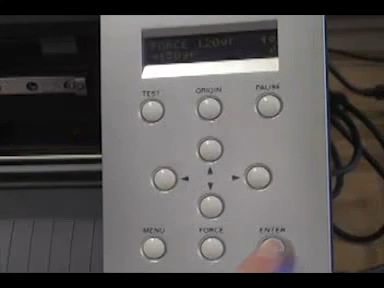 FORCE 120gF
TEST
ORIGIN
PAUSE
MENU
FORCE
ENTER